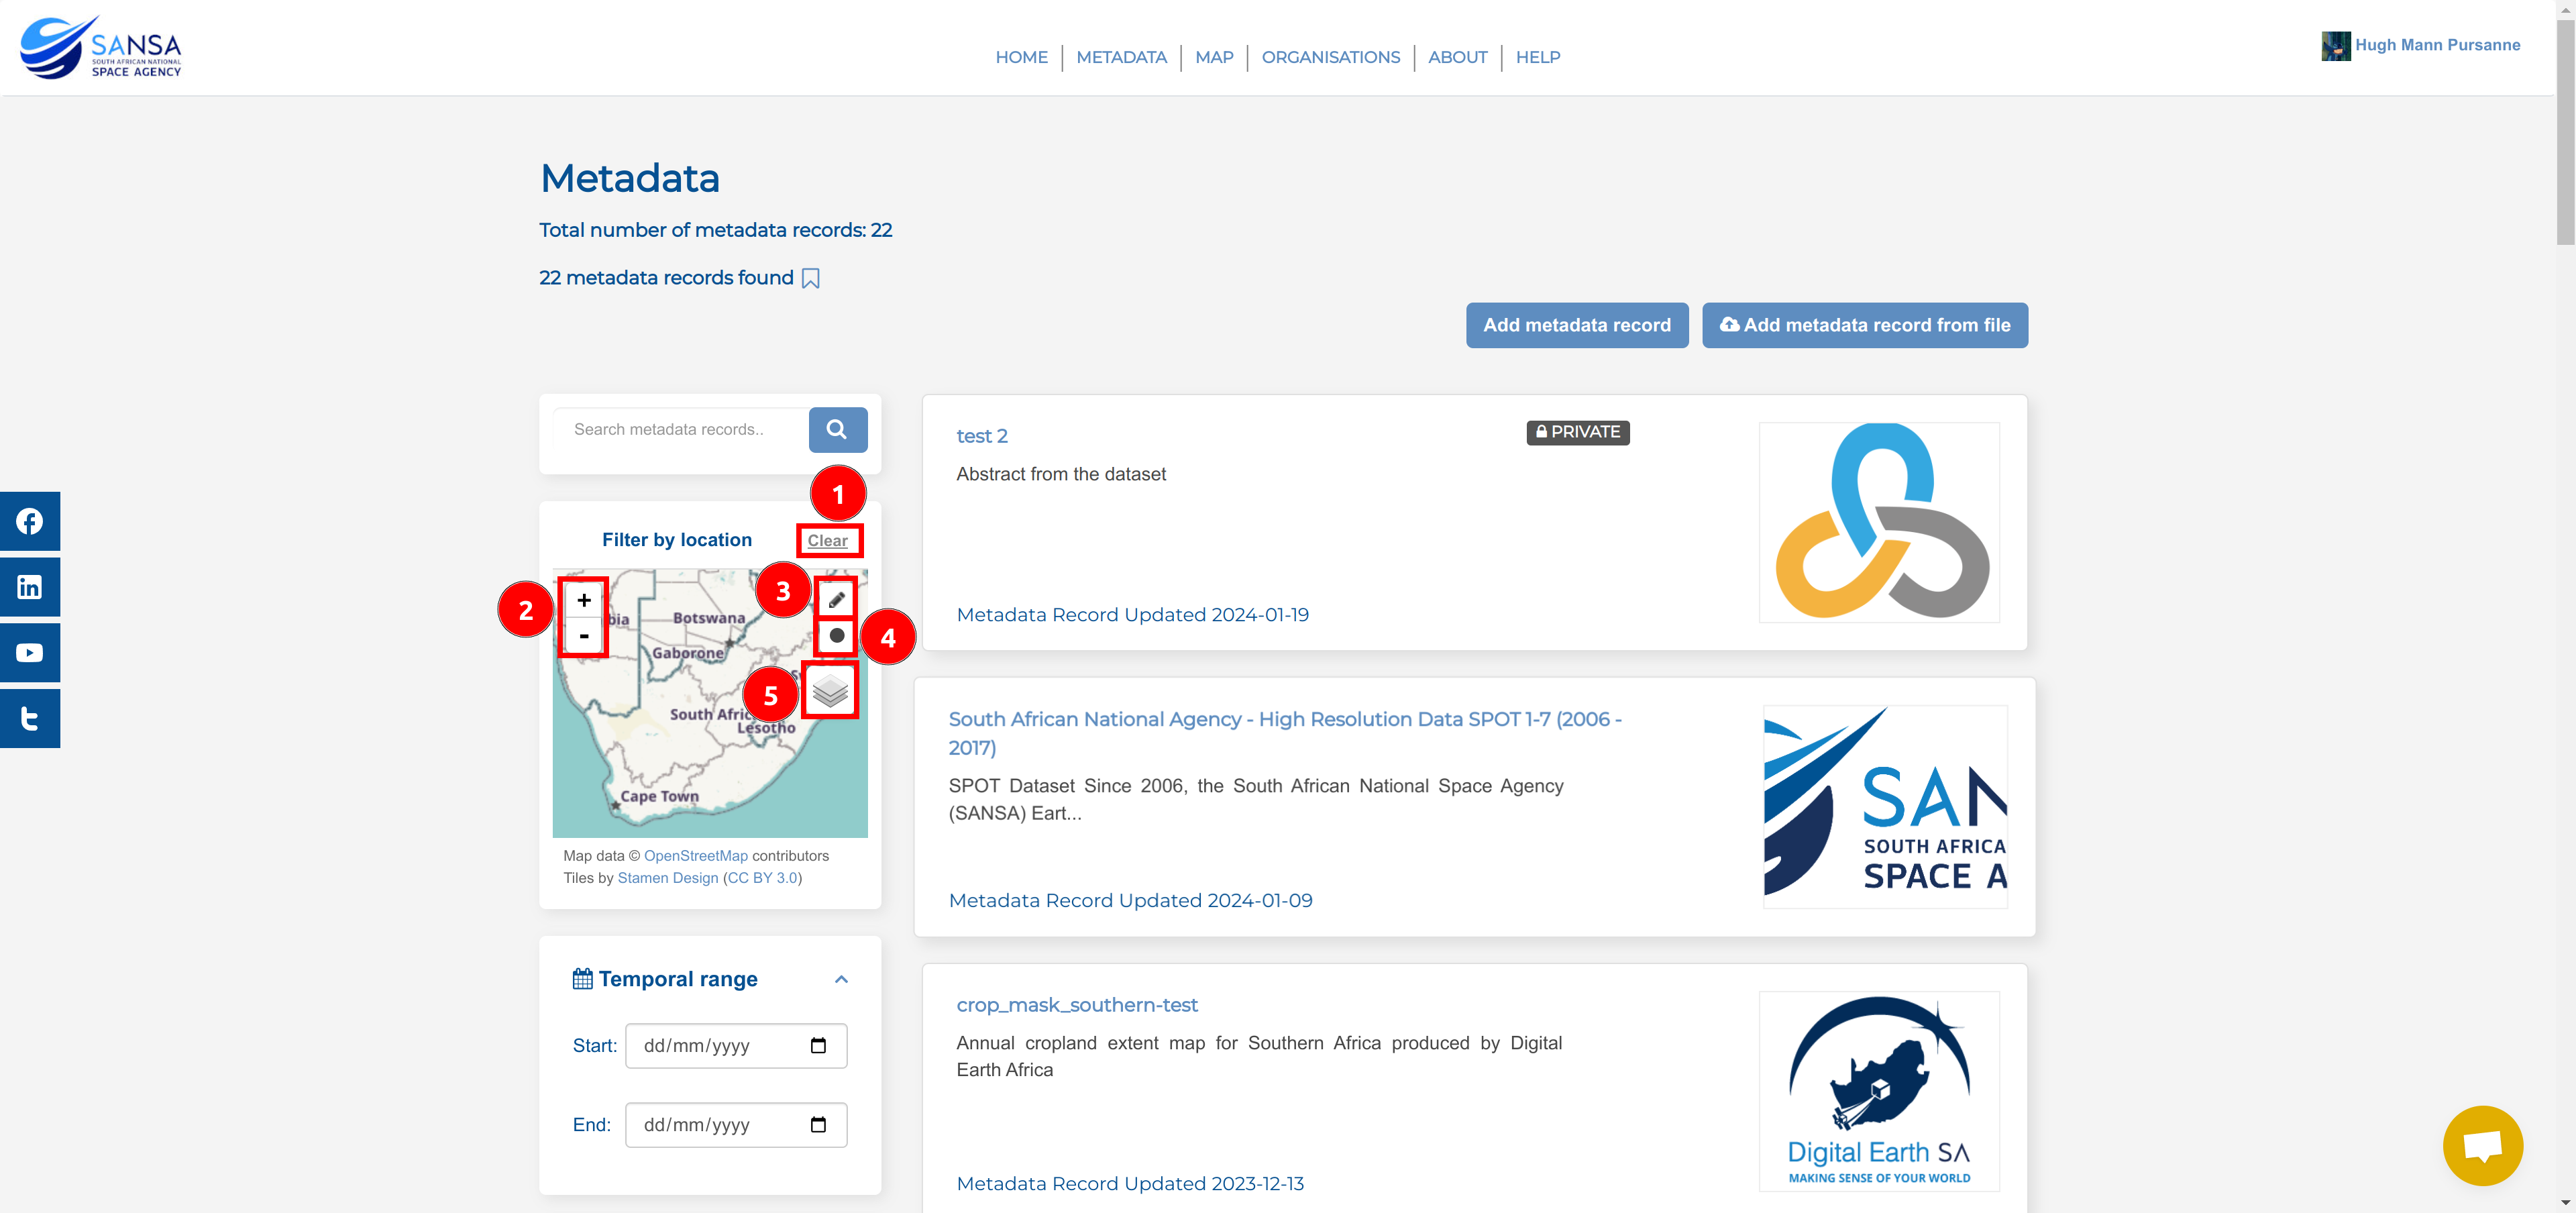 SANSA
SOUTH AFRICAN NATIONAL
SPACE AGENCY
HOME
METADATA
MAP
ORGANISATIONS
ABOUT
HELP
Hugh Mann Pursanne
Metadata
Total number of metadata records: 22
22 metadata records found
Add metadata record
Add metadata record from file
Search metadata records..
1
Filter by location
Clear
2
+
-
3
4
5
bia
Botswana
Gaborone
South Afric
Lesotho
Cape Town
Map data © OpenStreetMap contributors
Tiles by Stamen Design (CC BY 3.0)
Temporal range
Start:
dd/mm/yyyy
End:
dd/mm/yyyy
test 2
PRIVATE
Abstract from the dataset
Metadata Record Updated 2024-01-19
South African National Agency - High Resolution Data SPOT 1-7 (2006 -
2017)
SPOT Dataset Since 2006, the South African National Space Agency
(SANSA) Eart...
Metadata Record Updated 2024-01-09
SAN
SOUTH AFRICA
SPACE A
crop_mask_southern-test
Annual cropland extent map for Southern Africa produced by Digital
Earth Africa
Metadata Record Updated 2023-12-13
Digital Earth SA
MAKING SENSE OF YOUR WORLD